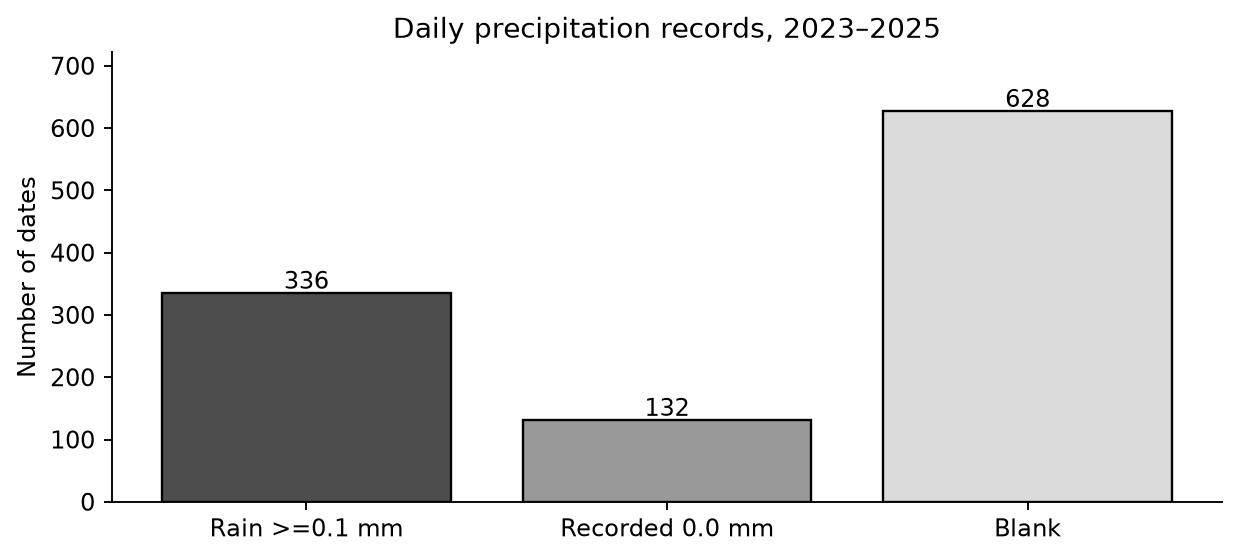 Daily precipitation records, 2023–2025
Number of dates
700
600
500
400
300
200
100
0
336
132
628
Rain >=0.1 mm
Recorded 0.0 mm
Blank